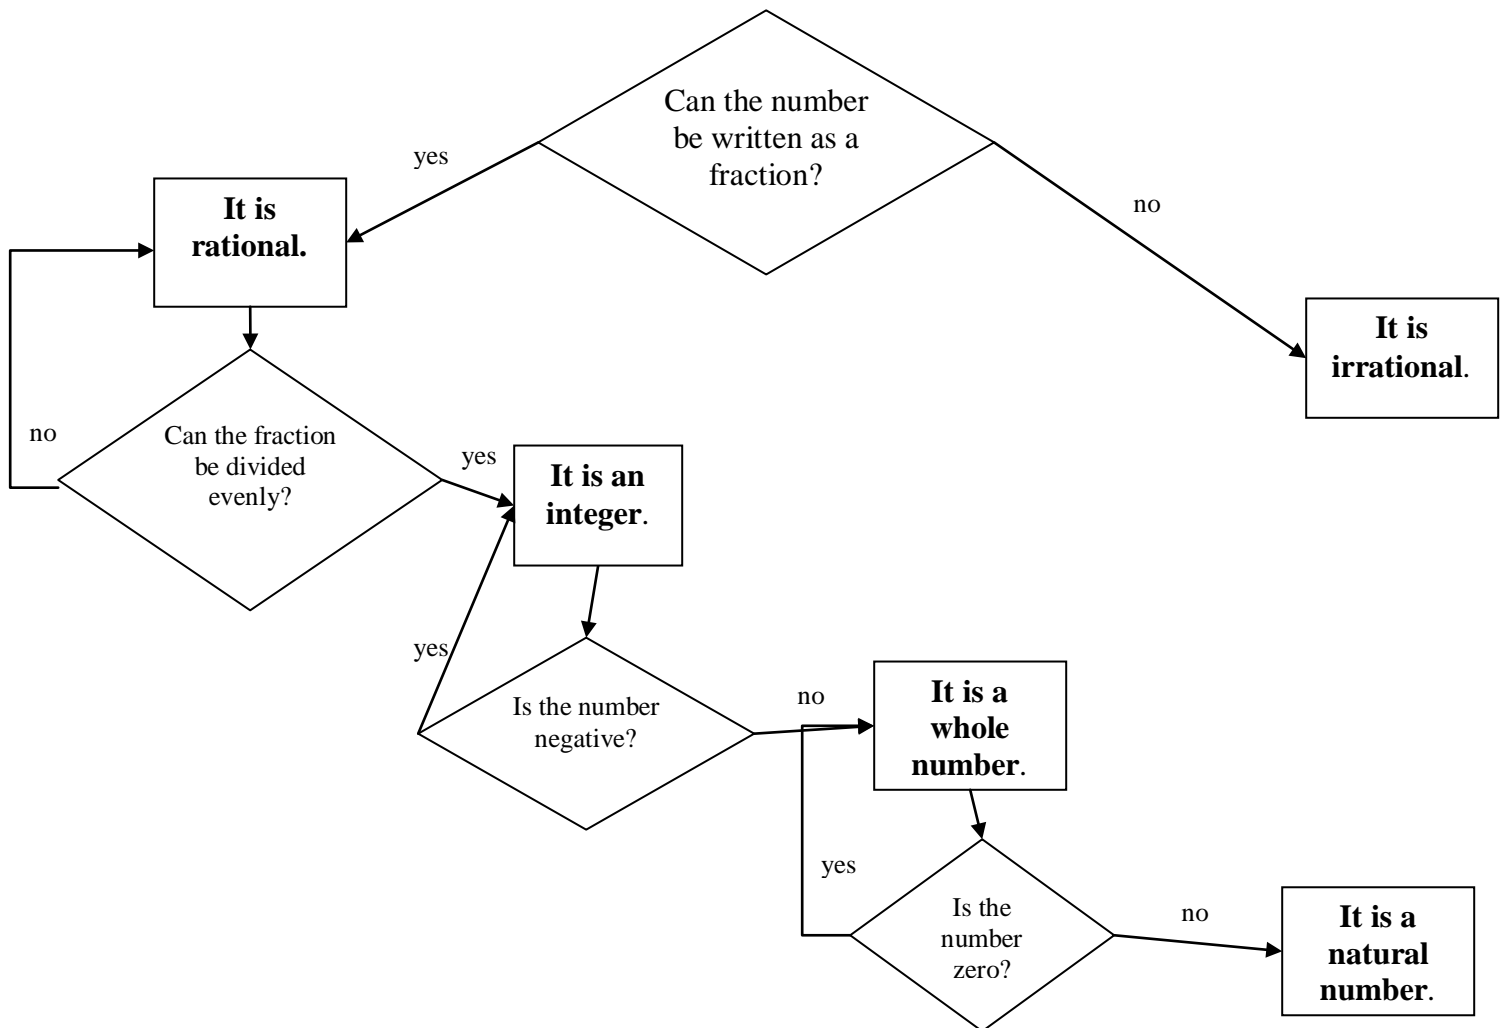 Can the number
be written as a
fraction?
yes
no
It is
rational.
It is
irrational.
no
Can the fraction
be divided
evenly?
yes
It is an
integer.
yes
Is the number
negative?
no
It is a
whole
number.
yes
Is the
number
zero?
no
It is a
natural
number.